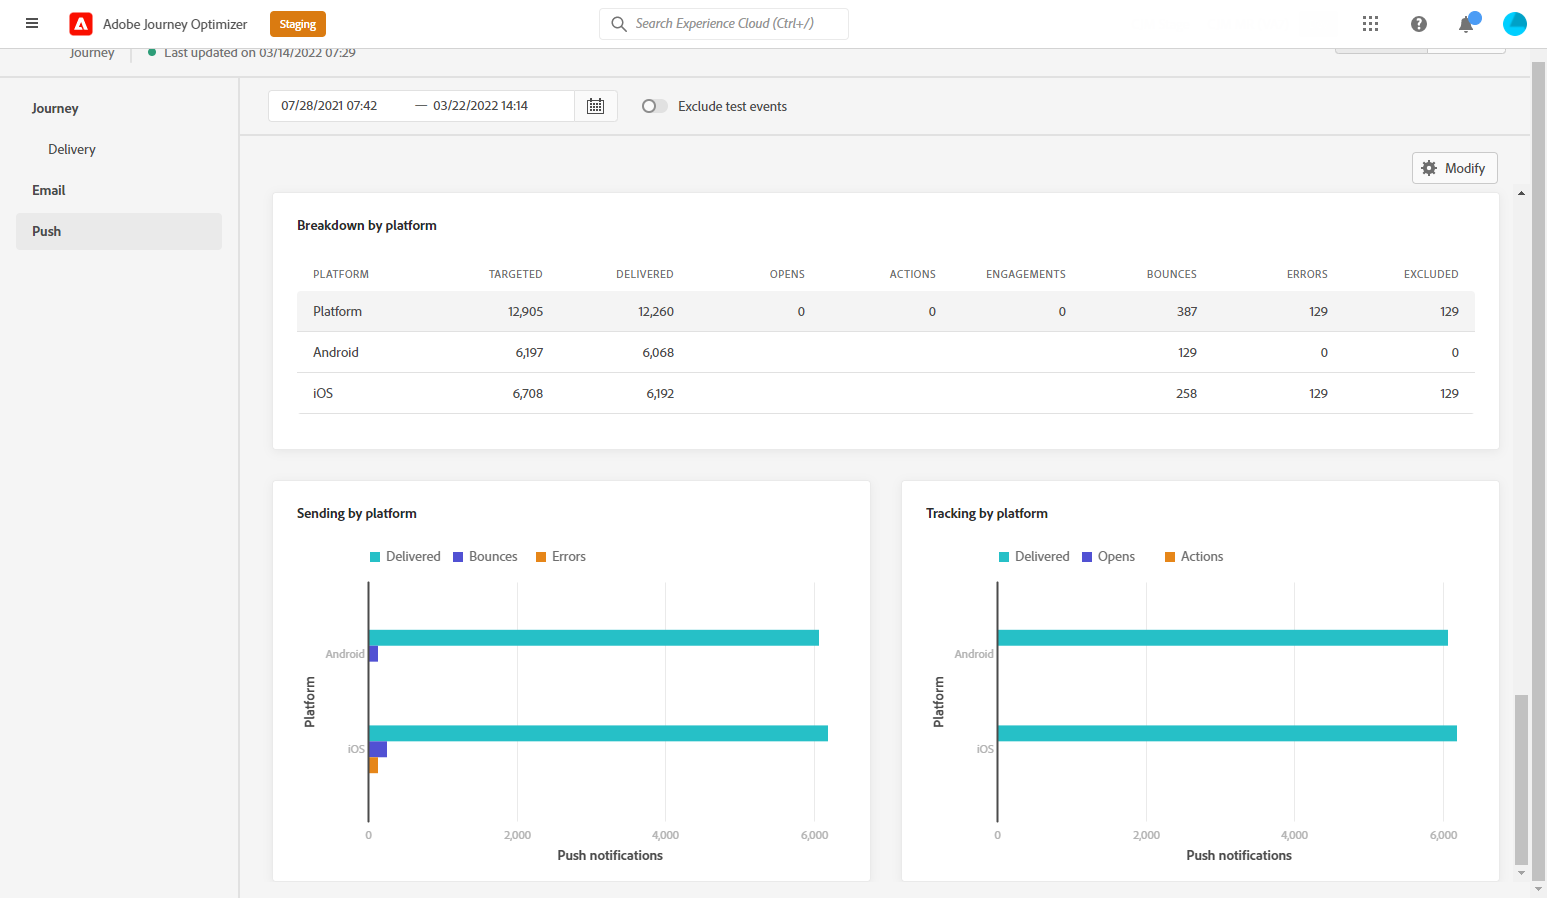 Adobe Journey Optimizer Staging Search Experience Cloud (Ctrl+/)
Journey Last updated on 03/14/2022 07:29
07/28/2021 07:42 — 03/22/2022 14:14 Exclude test events
Journey
Delivery
Email
Push
Modify
Breakdown by platform
PLATFORM TARGETED DELIVERED OPENS ACTIONS ENGAGEMENTS BOUNCES ERRORS EXCLUDED
Platform 12,905 12,260 0 0 0 387 129 129
Android 6,197 6,068 129 0 0
iOS 6,708 6,192 258 129 129
Sending by platform
Delivered Bounces Errors
Platform
Android
iOS
0 2,000 4,000 6,000
Push notifications
Tracking by platform
Delivered Opens Actions
Platform
Android
iOS
0 2,000 4,000 6,000
Push notifications